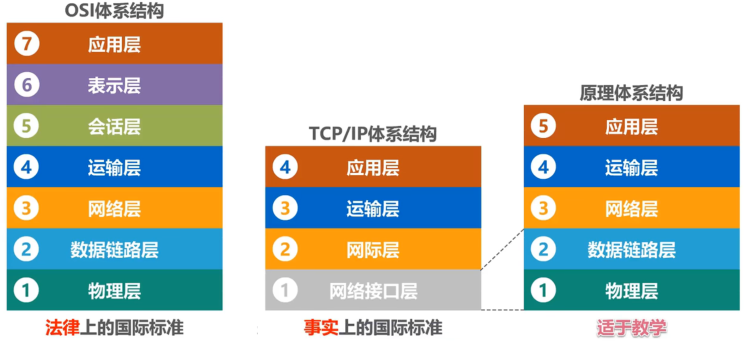 OSI体系结构
7 应用层
6 表示层
5 会话层
4 运输层
3 网络层
2 数据链路层
1 物理层
法律上的国际标准
TCP/IP体系结构
4 应用层
3 运输层
2 网际层
1 网络接口层
事实上的国际标准
原理体系结构
5 应用层
4 运输层
3 网络层
2 数据链路层
1 物理层
适于教学